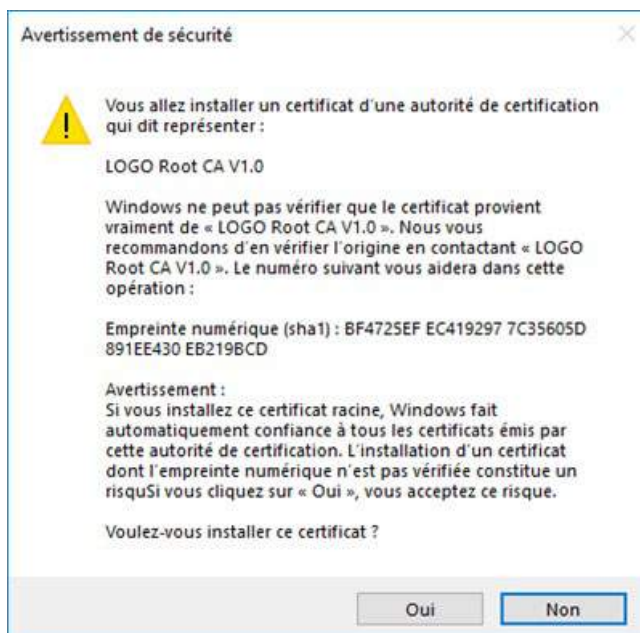 Avertissement de sécurité
Vous allez installer un certificat d'une autorité de certification
qui dit représenter :
LOGO Root CA V1.0
Windows ne peut pas vérifier que le certificat provient
vraiment de « LOGO Root CA V1.0 ». Nous vous
recommandons d'en vérifier l'origine en contactant « LOGO
Root CA V1.0 ». Le numéro suivant vous aidera dans cette
opération :
Empreinte numérique (sha1) : BF4725EF EC419297 7C35605D
891EE430 EB219BCD
Avertissement :
Si vous installez ce certificat racine, Windows fait
automatiquement confiance à tous les certificats émis par
cette autorité de certification. L'installation d'un certificat
dont l'empreinte numérique n'est pas vérifiée constitue un
risquSi vous cliquez sur « Oui », vous acceptez ce risque.
Voulez-vous installer ce certificat ?
Oui
Non